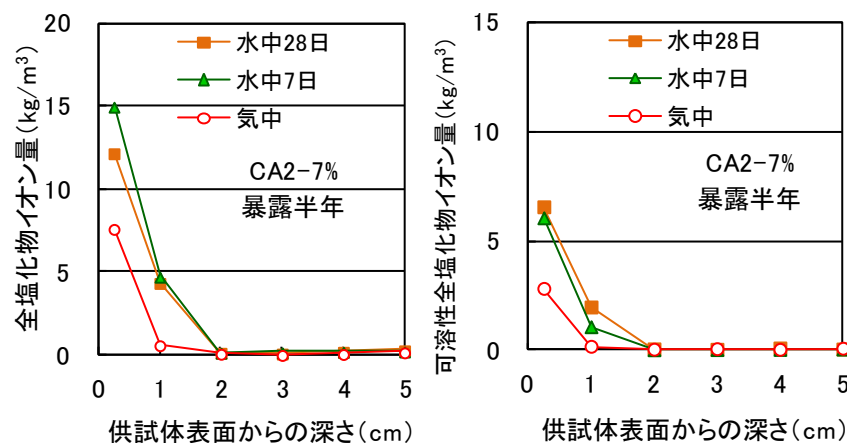 全塩化物イオン量(kg/m³)
20
15
10
5
0
水中28日
水中7日
気中
CA2-7%
暴露半年
0 1 2 3 4 5
供試体表面からの深さ(cm)
可溶性全塩化物イオン量(kg/m³)
15
10
5
0
水中28日
水中7日
気中
CA2-7%
暴露半年
0 1 2 3 4 5
供試体表面からの深さ(cm)